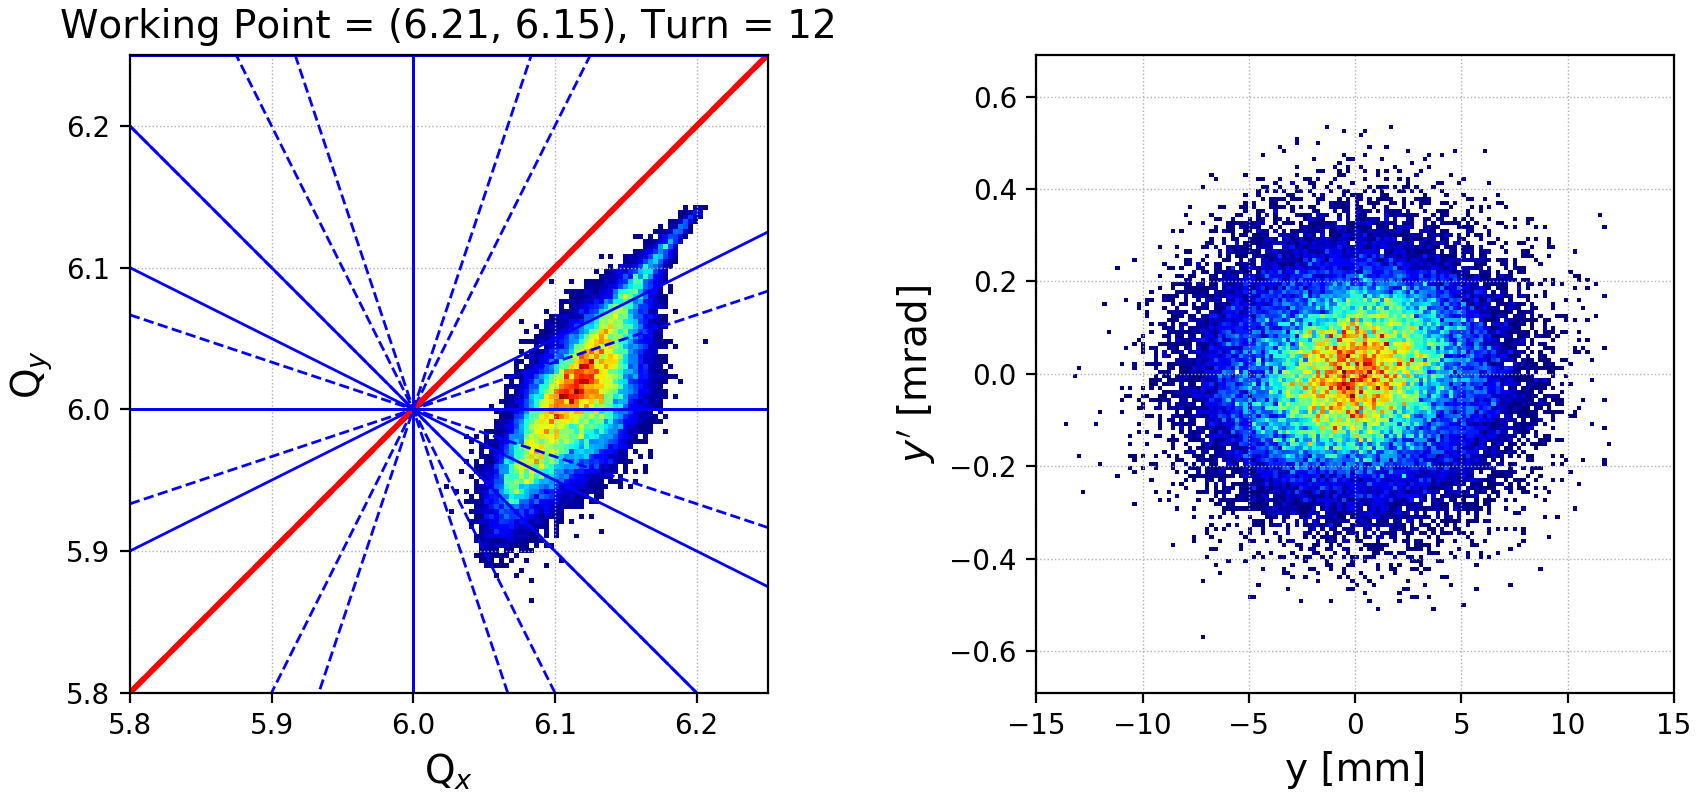 Working Point = (6.21, 6.15), Turn = 12
6.2
6.1
6.0
5.9
5.8
Q_y
5.8 5.9 6.0 6.1 6.2
Q_x
0.6
0.4
0.2
0.0
−0.2
−0.4
−0.6
y′ [mrad]
−15 −10 −5 0 5 10 15
y [mm]